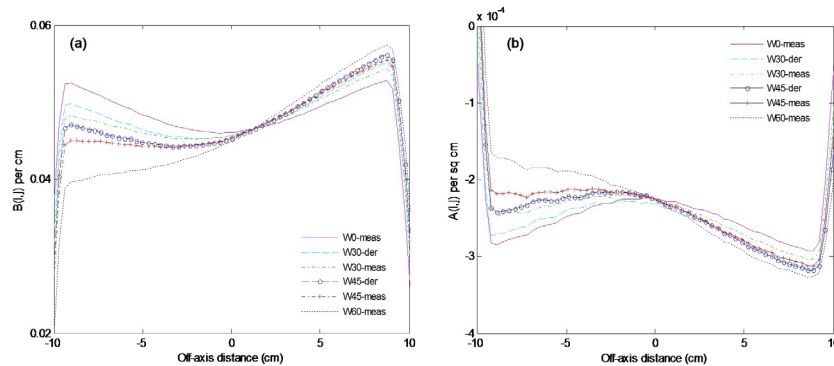 (a)
0.06
0.04
0.02
B(I,J) per cm
W0-meas
W30-der
W30-meas
W45-der
W45-meas
W60-meas
-10 -5 0 5 10
Off-axis distance (cm)
x 10⁻⁴
(b)
0
-1
-2
-3
-4
A(I,J) per sq cm
W0-meas
W30-der
W30-meas
W45-der
W45-meas
W60-meas
-10 -5 0 5 10
Off-axis distance (cm)